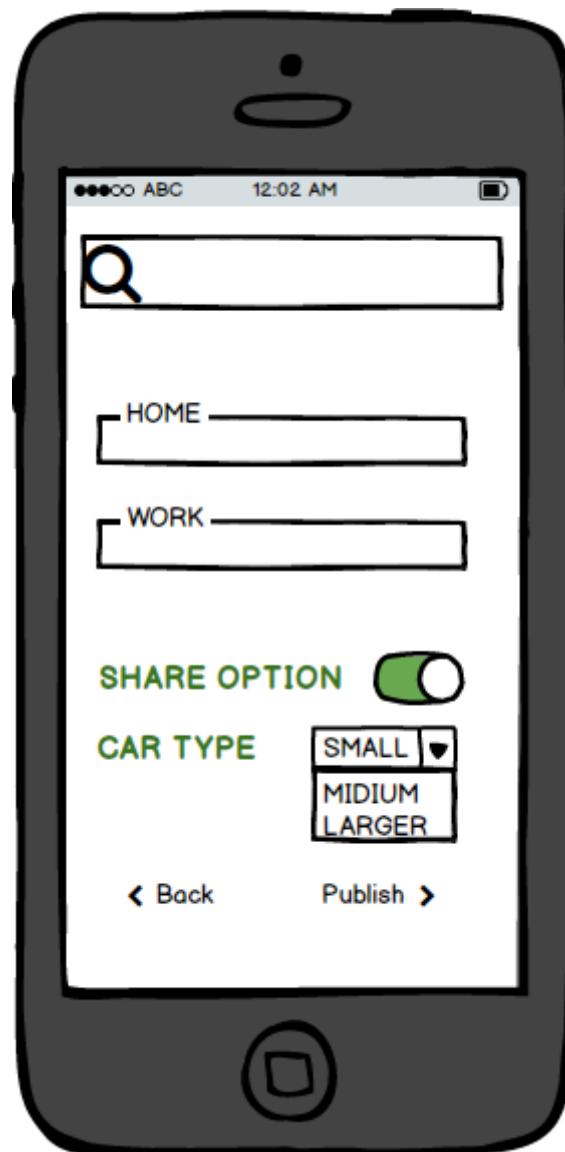 ABC 12:02 AM
HOME
WORK
SHARE OPTION
CAR TYPE SMALL
MIDIUM
LARGER
Back Publish